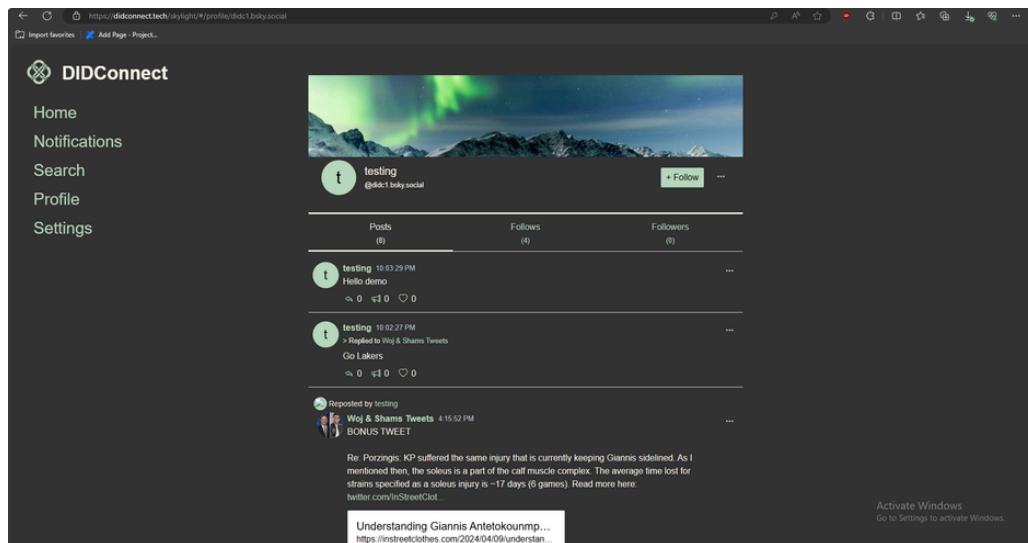 https://didconnect.tech/skylight/#/profile/didc1.bsky.social
Import favorites
Add Page - Project...
DIDConnect
Home
Notifications
Search
Profile
Settings
t
testing
@didc1.bsky.social
+ Follow
Posts
(8)
Follows
(4)
Followers
(0)
t
testing 10:03:29 PM
Hello demo
0 0 0
t
testing 10:02:27 PM
> Replied to Woj & Shams Tweets
Go Lakers
0 0 0
Reposted by testing
Woj & Shams Tweets 4:15:52 PM
BONUS TWEET
Re: Porzingis: KP suffered the same injury that is currently keeping Giannis sidelined. As I
mentioned then, the soleus is a part of the calf muscle complex. The average time lost for
strains specified as a soleus injury is ~17 days (6 games). Read more here:
twitter.com/InStreetClot...
Understanding Giannis Antetokounmp...
https://instreetclothes.com/2024/04/09/understan...
Activate Windows
Go to Settings to activate Windows.